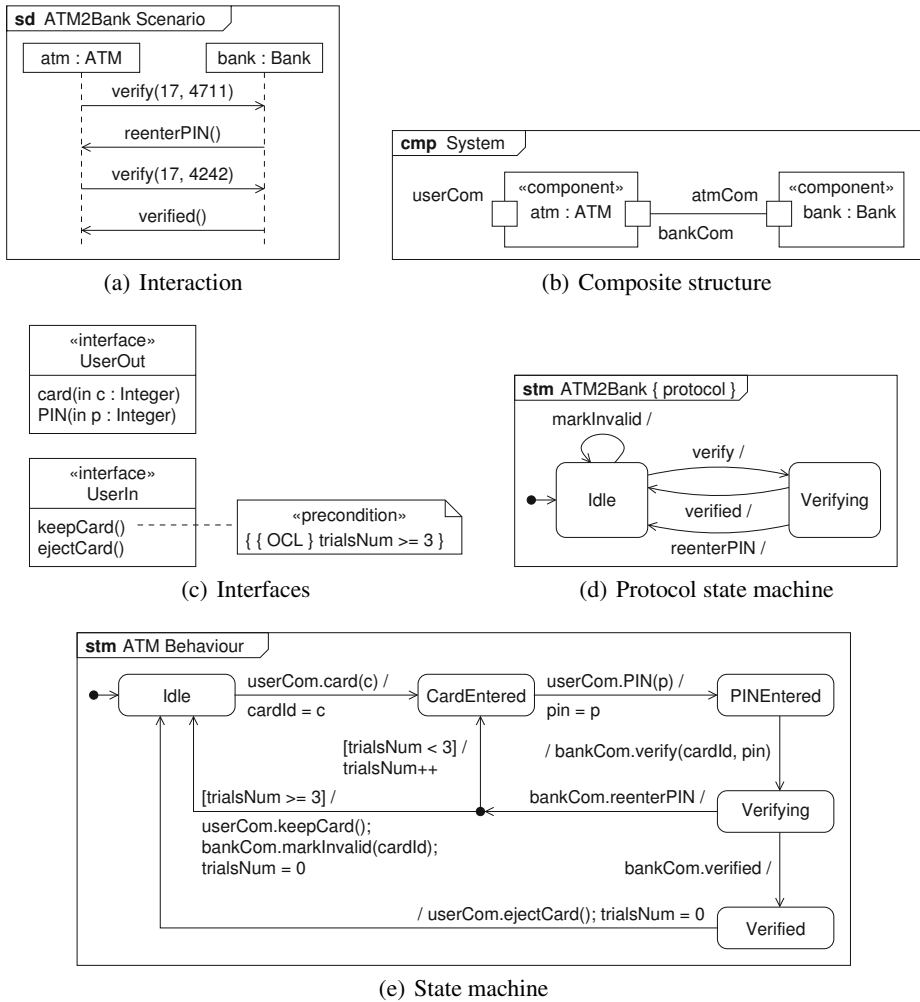 sd ATM2Bank Scenario
atm : ATM
bank : Bank
verify(17, 4711)
reenterPIN()
verify(17, 4242)
verified()
(a) Interaction
cmp System
userCom
«component»
atm : ATM
atmCom
bankCom
«component»
bank : Bank
(b) Composite structure
«interface»
UserOut
card(in c : Integer)
PIN(in p : Integer)
«interface»
UserIn
keepCard()
ejectCard()
«precondition»
{ { OCL } trialsNum >= 3 }
(c) Interfaces
stm ATM2Bank { protocol }
markInvalid /
verify /
Idle
Verifying
verified /
reenterPIN /
(d) Protocol state machine
stm ATM Behaviour
Idle
userCom.card(c) /
cardId = c
CardEntered
userCom.PIN(p) /
pin = p
PINEntered
[trialsNum < 3] /
trialsNum++
/ bankCom.verify(cardId, pin)
[trialsNum >= 3] /
userCom.keepCard();
bankCom.markInvalid(cardId);
trialsNum = 0
bankCom.reenterPIN /
Verifying
bankCom.verified /
/ userCom.ejectCard(); trialsNum = 0
Verified
(e) State machine